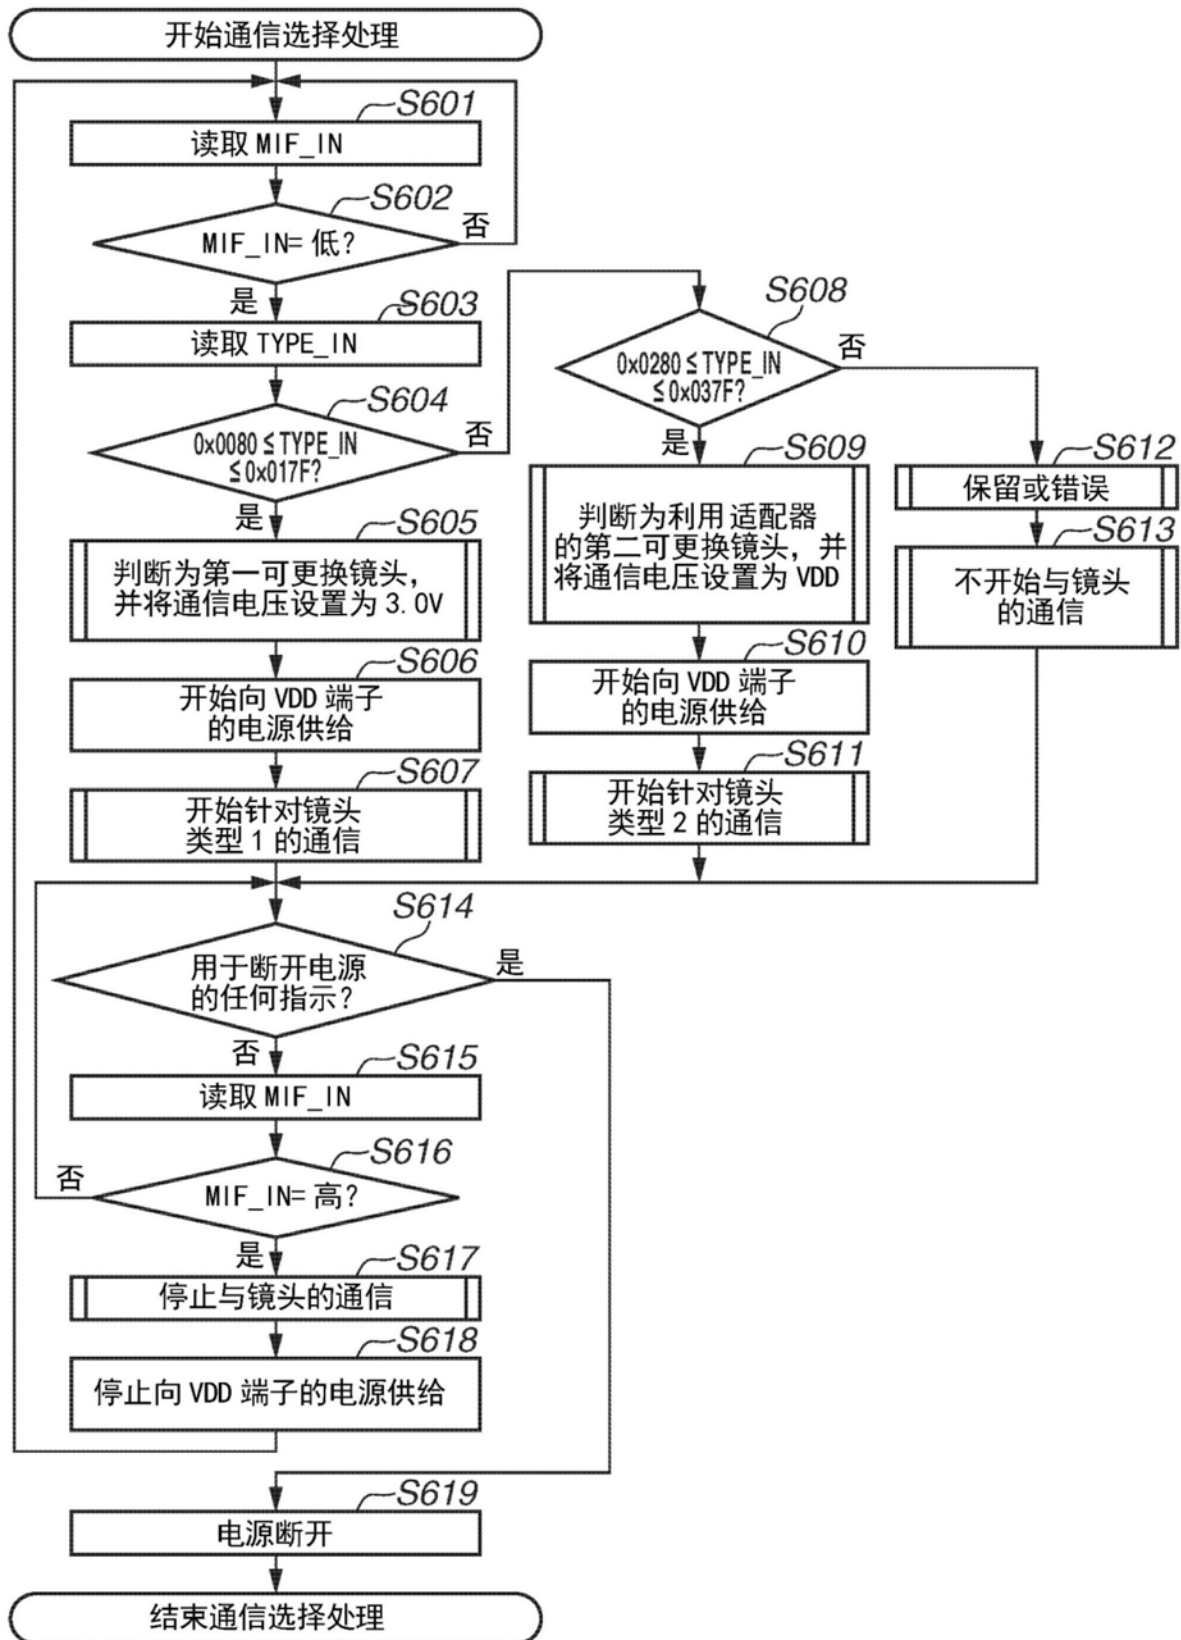 开始通信选择处理
S601
读取 MIF_IN
S602
MIF_IN= 低?
否
是
S603
读取 TYPE_IN
S604
0x0080 ≤ TYPE_IN
≤ 0x017F?
否
是
S605
判断为第一可更换镜头，
并将通信电压设置为 3.0V
S606
开始向 VDD 端子
的电源供给
S607
开始针对镜头
类型 1 的通信
S608
0x0280 ≤ TYPE_IN
≤ 0x037F?
否
是
S609
判断为利用 适配器
的第二可更换镜头，并
将通信电压设置为 VDD
S610
开始向 VDD 端子
的电源供给
S611
开始针对镜头
类型 2 的通信
S612
保留或错误
S613
不开始与镜头
的通信
S614
用于断开电源
的任何指示?
是
否
S615
读取 MIF_IN
S616
MIF_IN= 高?
否
是
S617
停止与镜头的通信
S618
停止向 VDD 端子的电源供给
S619
电源断开
结束通信选择处理